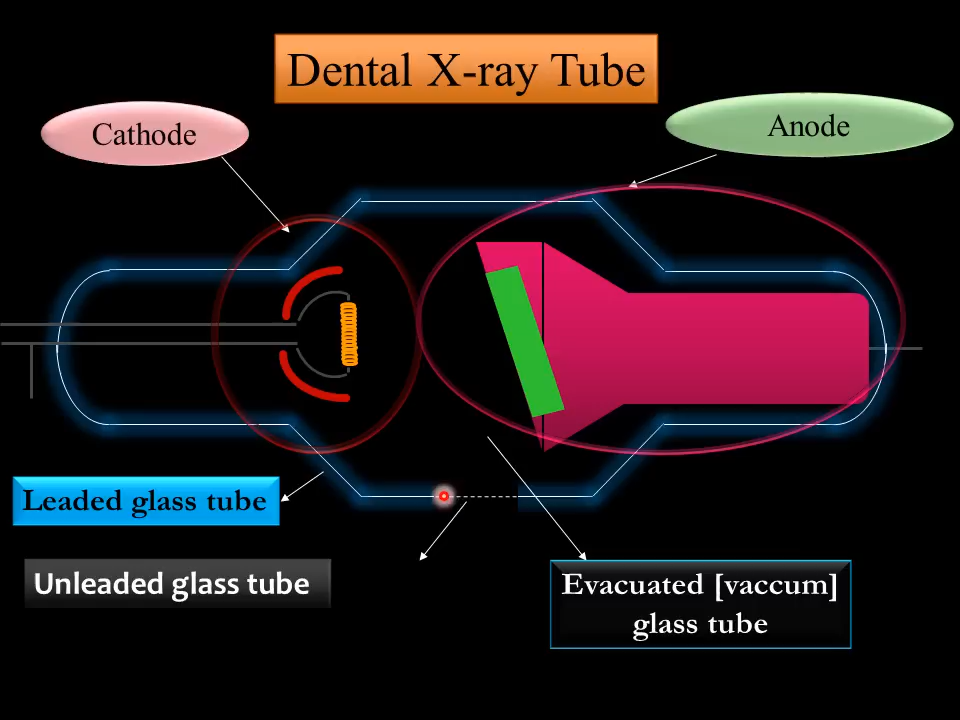 Dental X-ray Tube
Cathode
Anode
Leaded glass tube
Unleaded glass tube
Evacuated [vaccum]
glass tube